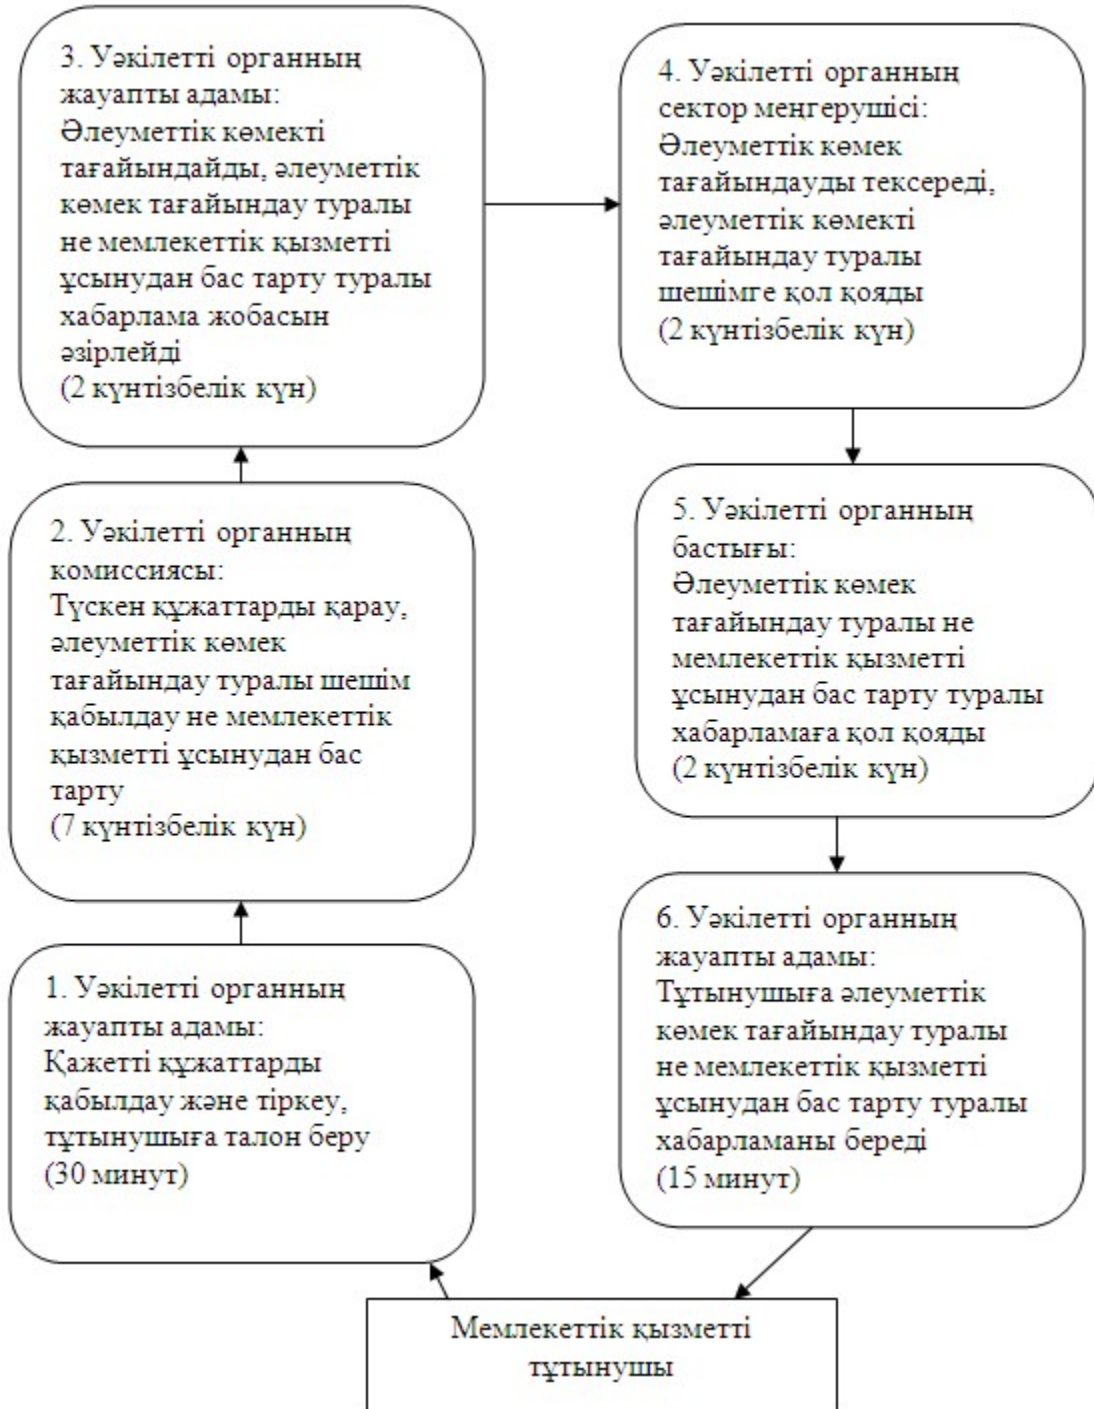 3. Уәкілетті органның
жауапты адамы:
Әлеуметтік көмекті
тағайындайды, әлеуметтік
көмек тағайындау туралы
не мемлекеттік қызметті
ұсынудан бас тарту туралы
хабарлама жобасын
әзірлейді
(2 күнтізбелік күн)
4. Уәкілетті органның
сектор меңгерушісі:
Әлеуметтік көмек
тағайындауды тексереді,
әлеуметтік көмекті
тағайындау туралы
шешімге қол қояды
(2 күнтізбелік күн)
2. Уәкілетті органның
комиссиясы:
Түскен құжаттарды қарау,
әлеуметтік көмек
тағайындау туралы шешім
қабылдау не мемлекеттік
қызметті ұсынудан бас
тарту
(7 күнтізбелік күн)
5. Уәкілетті органның
бастығы:
Әлеуметтік көмек
тағайындау туралы не
мемлекеттік қызметті
ұсынудан бас тарту туралы
хабарламаға қол қояды
(2 күнтізбелік күн)
1. Уәкілетті органның
жауапты адамы:
Қажетті құжаттарды
қабылдау және тіркеу,
тұтынушыға талон беру
(30 минут)
6. Уәкілетті органның
жауапты адамы:
Тұтынушыға әлеуметтік
көмек тағайындау туралы
не мемлекеттік қызметті
ұсынудан бас тарту туралы
хабарламаны береді
(15 минут)
Мемлекеттік қызметті
тұтынушы